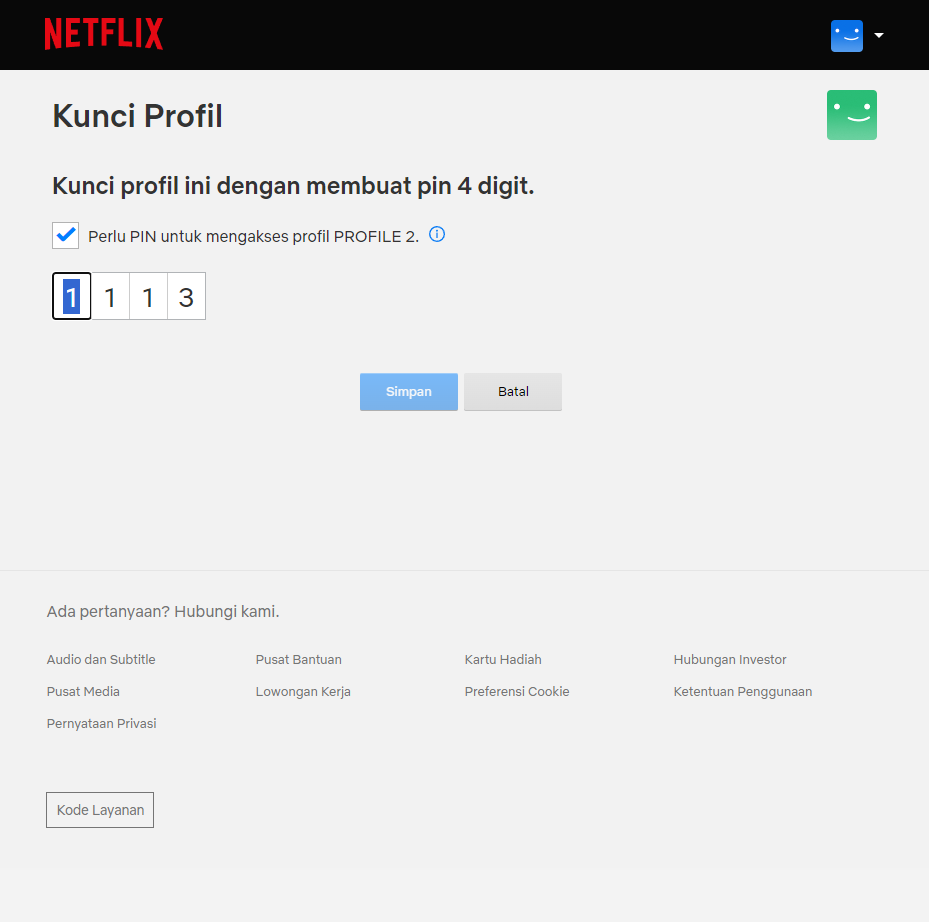 NETFLIX
Kunci Profil
Kunci profil ini dengan membuat pin 4 digit.
Perlu PIN untuk mengakses profil PROFILE 2.
1 1 1 3
Simpan Batal
Ada pertanyaan? Hubungi kami.
Audio dan Subtitle Pusat Bantuan Kartu Hadiah Hubungan Investor
Pusat Media Lowongan Kerja Preferensi Cookie Ketentuan Penggunaan
Pernyataan Privasi
Kode Layanan